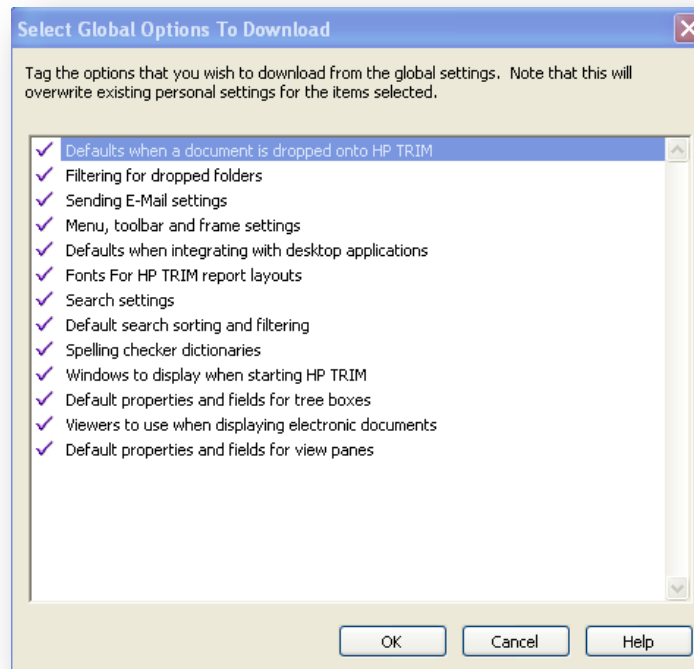 Select Global Options To Download
Tag the options that you wish to download from the global settings. Note that this will
overwrite existing personal settings for the items selected.
Defaults when a document is dropped onto HP TRIM
Filtering for dropped folders
Sending E-Mail settings
Menu, toolbar and frame settings
Defaults when integrating with desktop applications
Fonts For HP TRIM report layouts
Search settings
Default search sorting and filtering
Spelling checker dictionaries
Windows to display when starting HP TRIM
Default properties and fields for tree boxes
Viewers to use when displaying electronic documents
Default properties and fields for view panes
OK Cancel Help